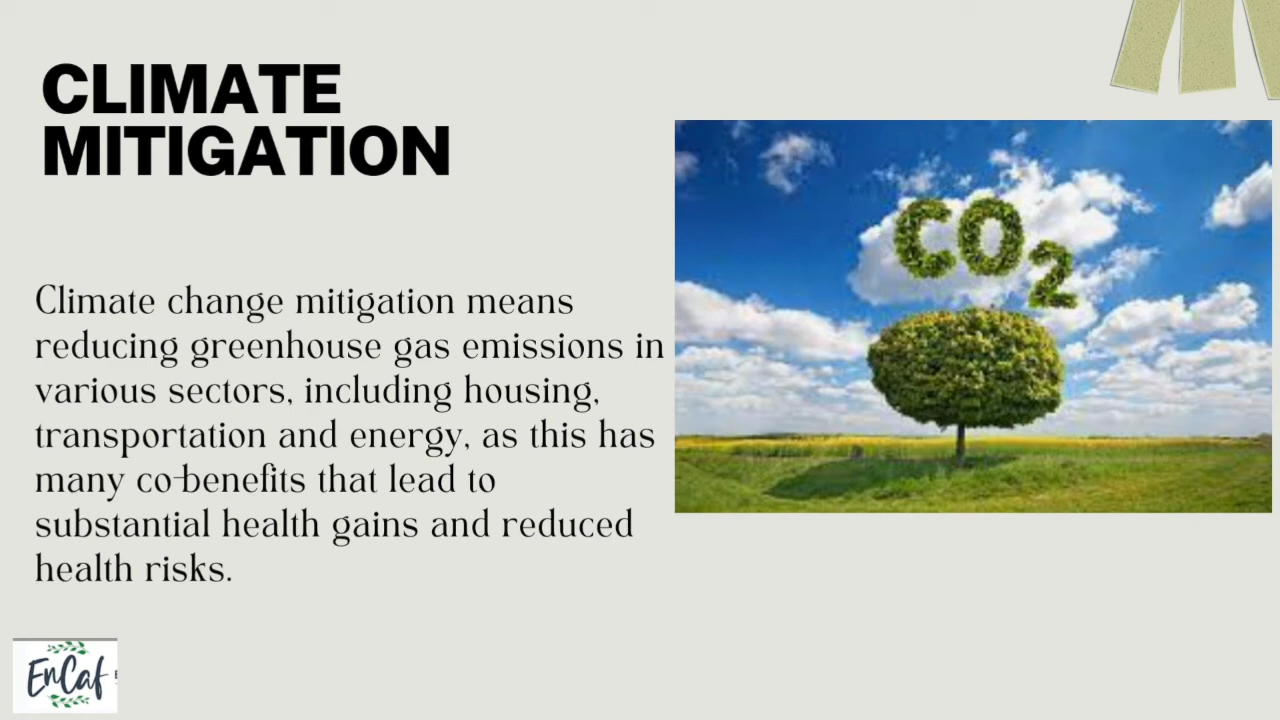 CLIMATE
MITIGATION
Climate change mitigation means
reducing greenhouse gas emissions in
various sectors, including housing,
transportation and energy, as this has
many co-benefits that lead to
substantial health gains and reduced
health risks.
CO₂
EnCaf